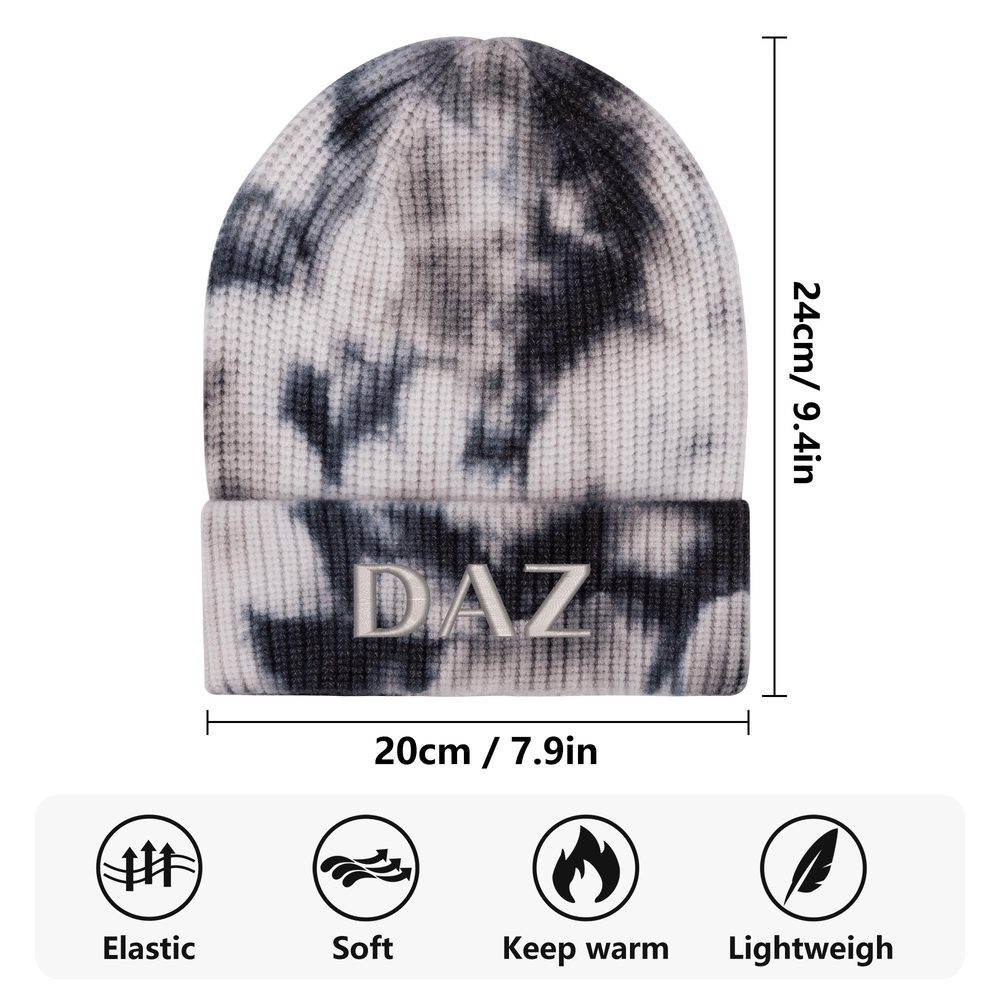 24cm/ 9.4in
DAZ
20cm / 7.9in
Elastic
Soft
Keep warm
Lightweigh